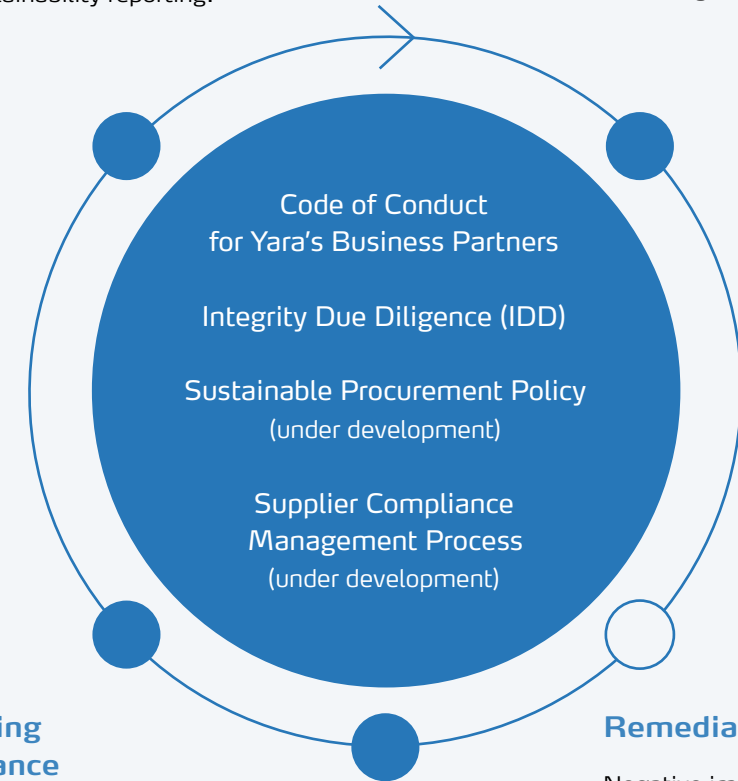 Code of Conduct
for Yara's Business Partners
Integrity Due Diligence (IDD)
Sustainable Procurement Policy
(under development)
Supplier Compliance
Management Process
(under development)
reporting.